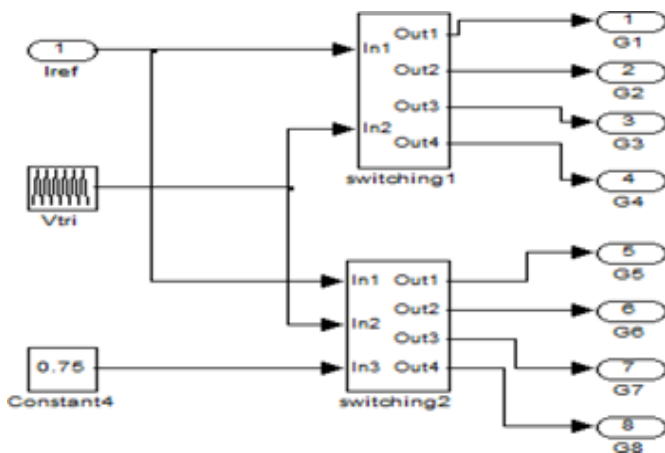 1
Iref
Vtri
0.75
Constant4
In1
In2
Out1
Out2
Out3
Out4
switching1
In1
In2
In3
Out1
Out2
Out3
Out4
switching2
1
G1
2
G2
3
G3
4
G4
5
G5
6
G6
7
G7
8
G8